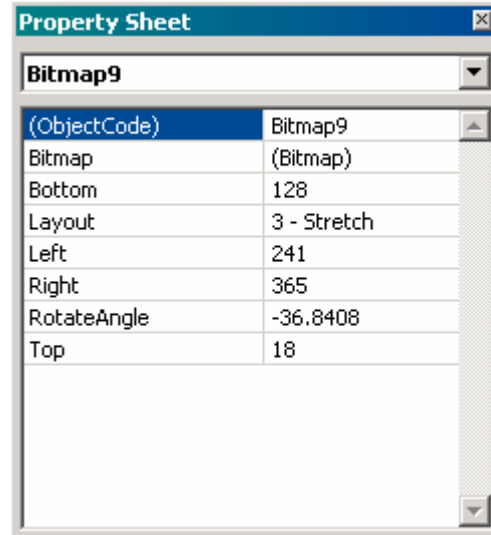 Property Sheet
Bitmap9
(ObjectCode) Bitmap9
Bitmap (Bitmap)
Bottom 128
Layout 3 - Stretch
Left 241
Right 365
RotateAngle -36.8408
Top 18